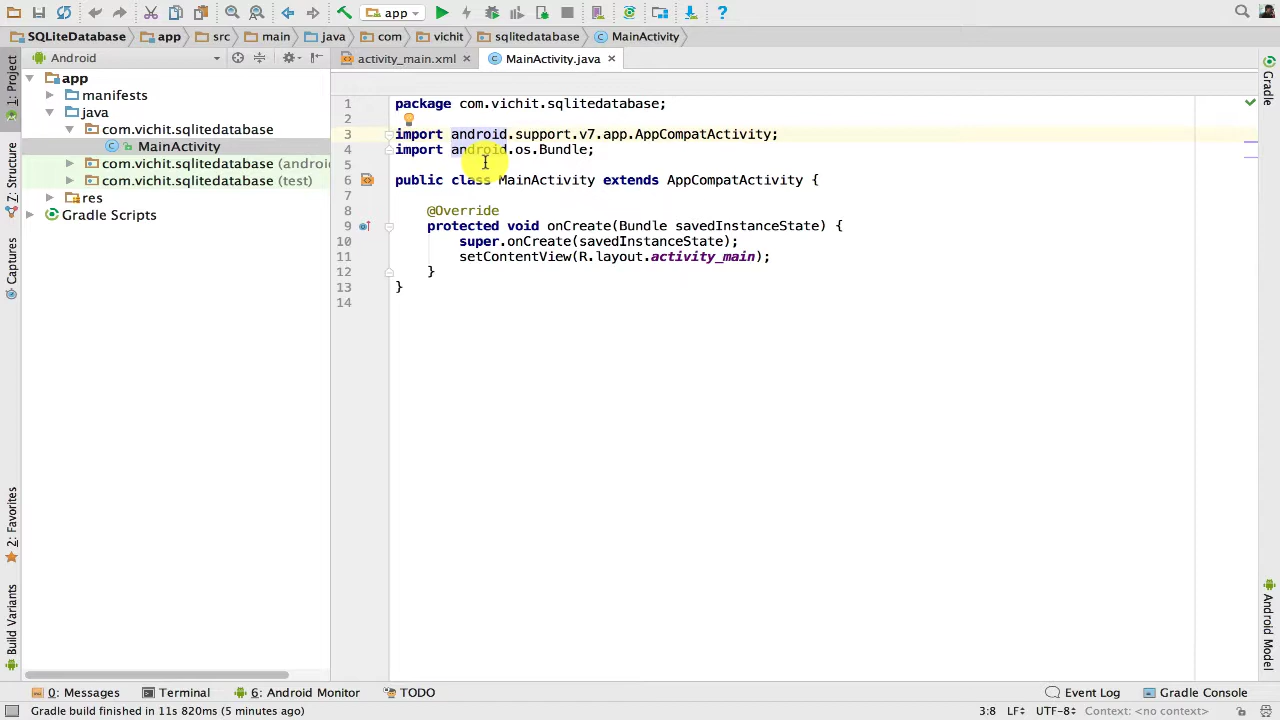 app
SQLiteDatabase app src main java com vichit sqlitedatabase MainActivity
Android
activity_main.xml MainActivity.java
1: Project
Z: Structure
Captures
2: Favorites
Build Variants
app
manifests
java
com.vichit.sqlitedatabase
MainActivity
com.vichit.sqlitedatabase (androi
com.vichit.sqlitedatabase (test)
res
Gradle Scripts
1 package com.vichit.sqlitedatabase;
2
3 import android.support.v7.app.AppCompatActivity;
4 import android.os.Bundle;
5
6 public class MainActivity extends AppCompatActivity {
7
8 @Override
9 protected void onCreate(Bundle savedInstanceState) {
10 super.onCreate(savedInstanceState);
11 setContentView(R.layout.activity_main);
12 }
13 }
14
Gradle
Android Model
0: Messages Terminal 6: Android Monitor TODO Event Log Gradle Console
Gradle build finished in 11s 820ms (5 minutes ago) 3:8 LF UTF-8 Context: <no context>